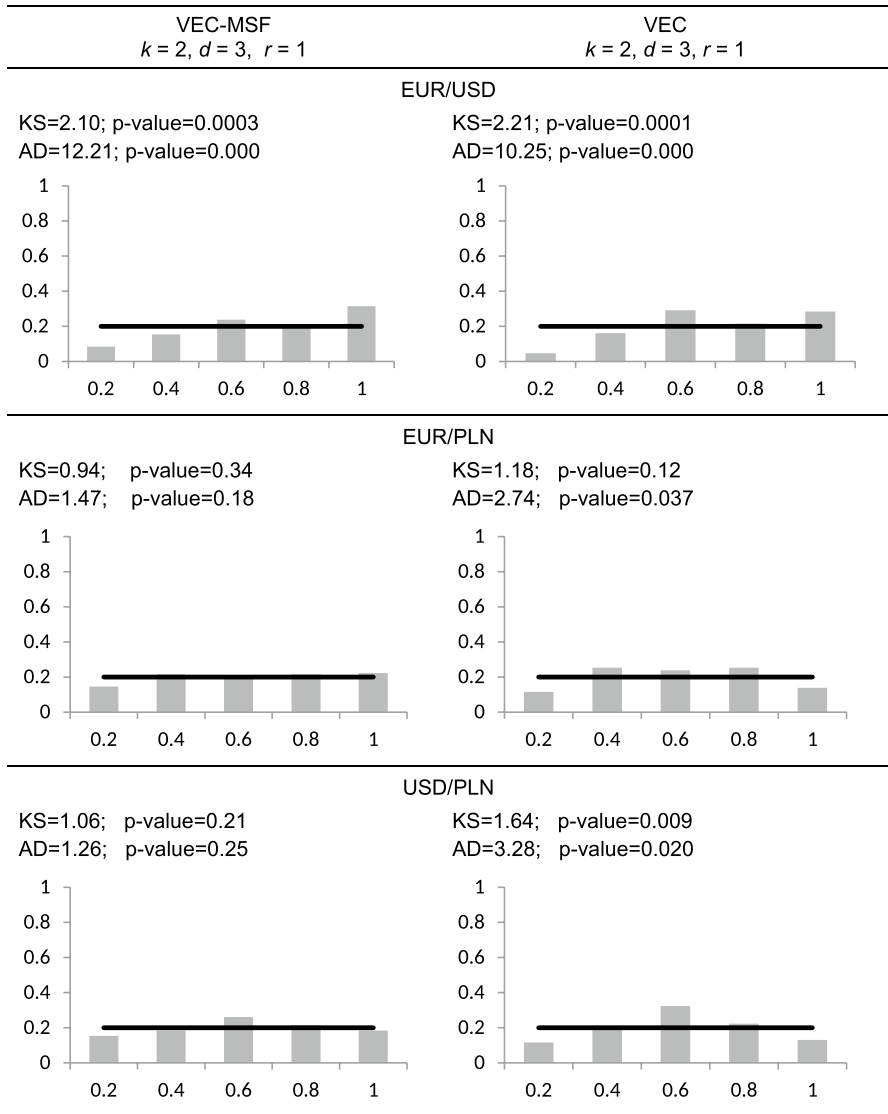 VEC-MSF
k = 2, d = 3, r = 1
VEC
k = 2, d = 3, r = 1
EUR/USD
KS=2.10; p-value=0.0003
AD=12.21; p-value=0.000
KS=2.21; p-value=0.0001
AD=10.25; p-value=0.000
1
0.8
0.6
0.4
0.2
0
0.2 0.4 0.6 0.8 1
1
0.8
0.6
0.4
0.2
0
0.2 0.4 0.6 0.8 1
EUR/PLN
KS=0.94; p-value=0.34
AD=1.47; p-value=0.18
KS=1.18; p-value=0.12
AD=2.74; p-value=0.037
1
0.8
0.6
0.4
0.2
0
0.2 0.4 0.6 0.8 1
1
0.8
0.6
0.4
0.2
0
0.2 0.4 0.6 0.8 1
USD/PLN
KS=1.06; p-value=0.21
AD=1.26; p-value=0.25
KS=1.64; p-value=0.009
AD=3.28; p-value=0.020
1
0.8
0.6
0.4
0.2
0
0.2 0.4 0.6 0.8 1
1
0.8
0.6
0.4
0.2
0
0.2 0.4 0.6 0.8 1